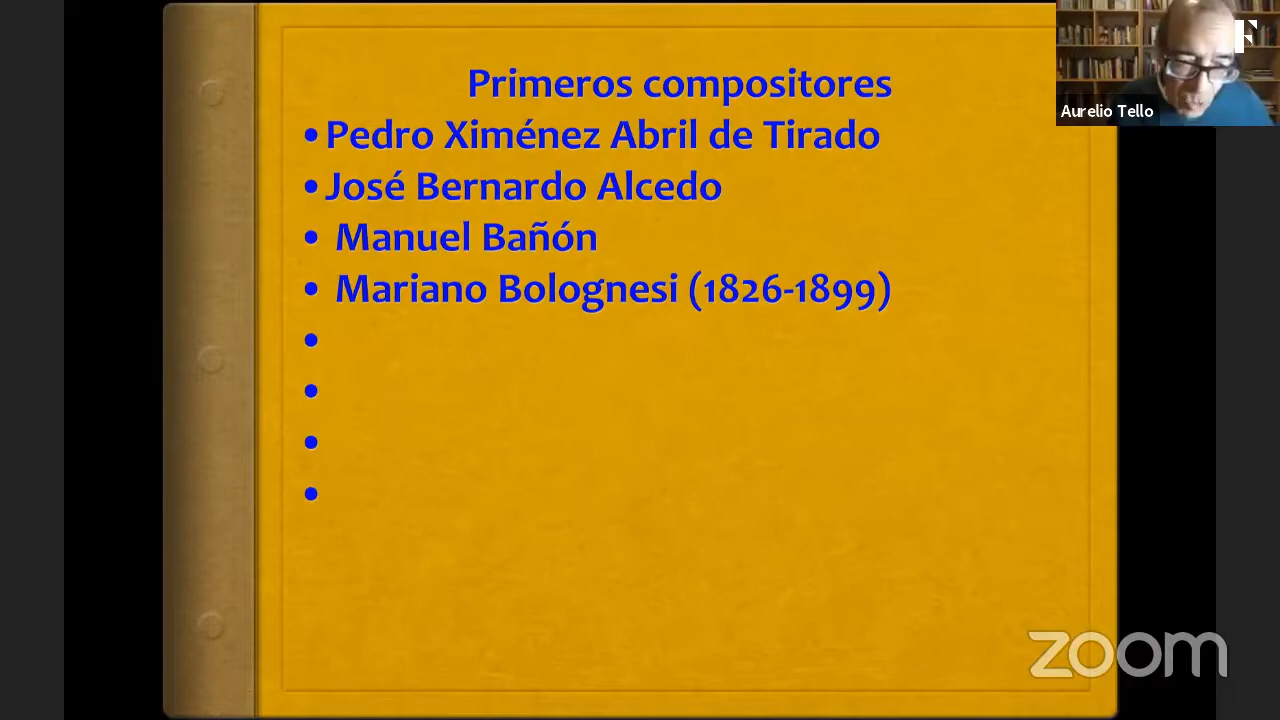 Primeros compositores
•Pedro Ximénez Abril de Tirado
•José Bernardo Alcedo
• Manuel Bañón
• Mariano Bolognesi (1826-1899)
•
•
•
•
Aurelio Tello
zoom